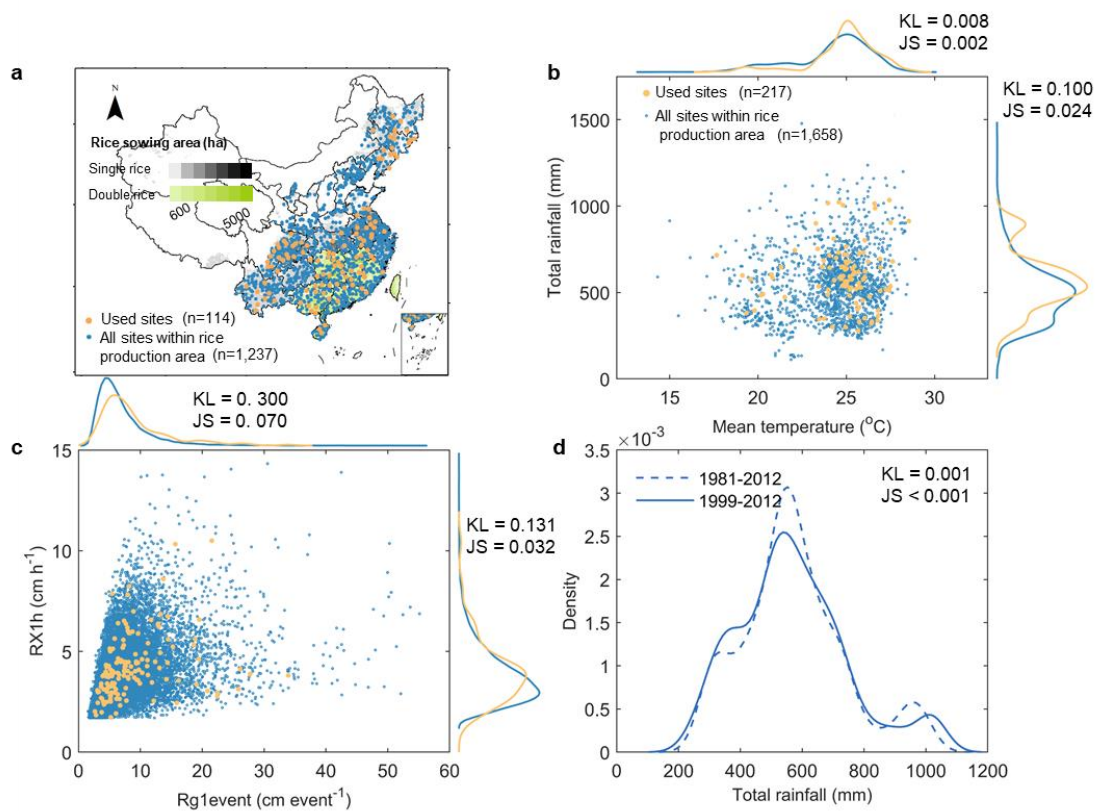 a
N
Rice sowing area (ha)
Single rice
Double rice
600
5000
Used sites (n=114)
All sites within rice
production area (n=1,237)
KL = 0.008
JS = 0.002
b
Used sites (n=217)
All sites within rice
production area (n=1,658)
KL = 0.100
JS = 0.024
1500
1000
500
0
Total rainfall (mm)
15
20
25
30
Mean temperature (°C)
KL = 0.300
JS = 0. 070
c
15
10
5
0
RX1h (cm h⁻¹)
0
10
20
30
40
50
60
Rg1event (cm event⁻¹)
KL = 0.131
JS = 0.032
d
×10⁻³
3.5
3
2.5
2
1.5
1
0.5
0
Density
1981-2012
1999-2012
KL = 0.001
JS < 0.001
0
200
400
600
800
1000
1200
Total rainfall (mm)